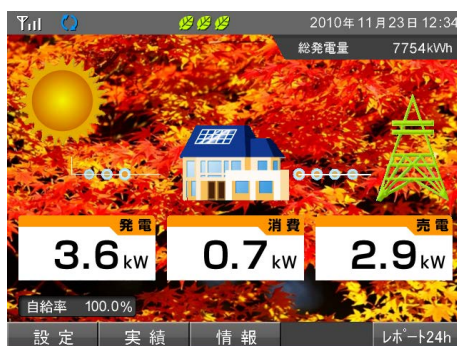 2010年11月23日 12:34
総発電量 7754kWh
発電 消費 売電
3.6kW 0.7kW 2.9kW
自給率 100.0%
設定 実績 情報 レポート24h